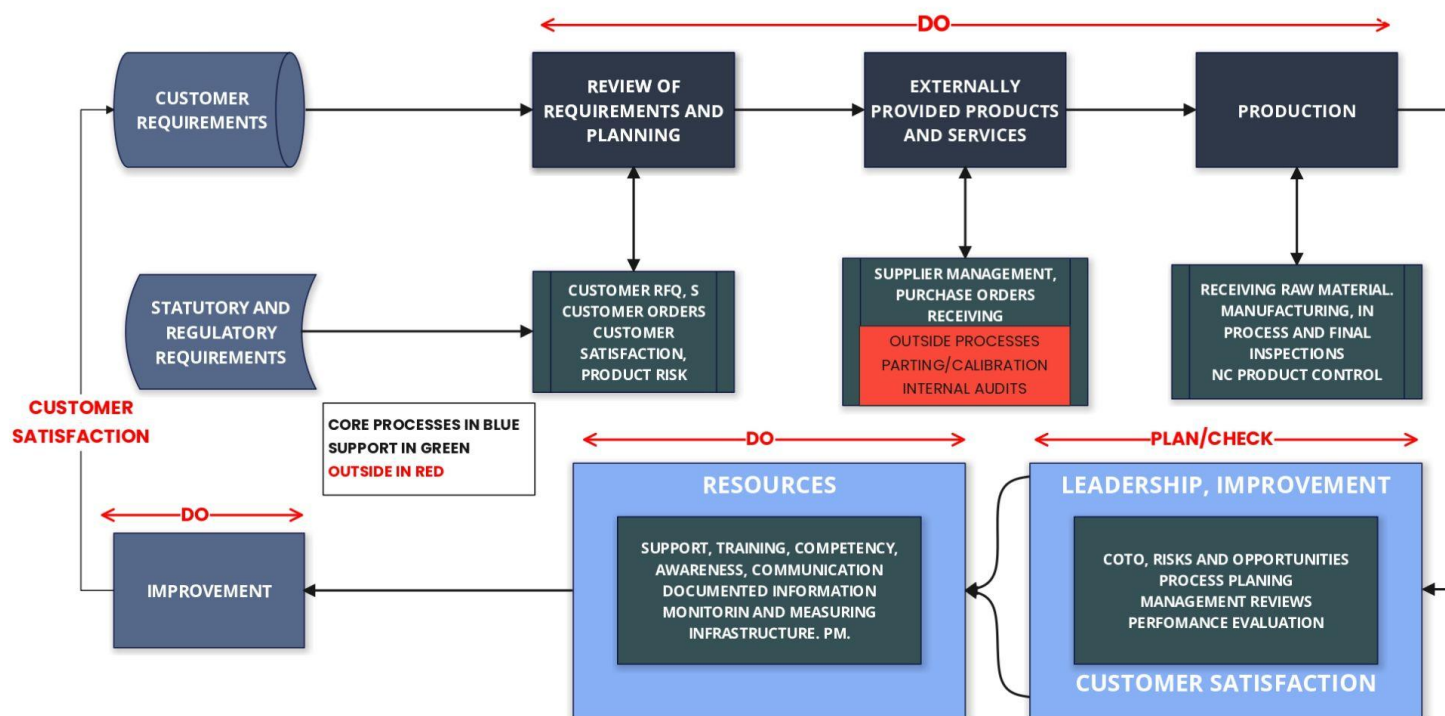 DO
CUSTOMER
REQUIREMENTS
REVIEW OF
REQUIREMENTS AND
PLANNING
EXTERNALLY
PROVIDED PRODUCTS
AND SERVICES
PRODUCTION
STATUTORY AND
REGULATORY
REQUIREMENTS
CUSTOMER RFQ, S
CUSTOMER ORDERS
CUSTOMER
SATISFACTION,
PRODUCT RISK
SUPPLIER MANAGEMENT,
PURCHASE ORDERS
RECEIVING
OUTSIDE PROCESSES
PARTING/CALIBRATION
INTERNAL AUDITS
RECEIVING RAW MATERIAL.
MANUFACTURING, IN
PROCESS AND FINAL
INSPECTIONS
NC PRODUCT CONTROL
CUSTOMER
SATISFACTION
CORE PROCESSES IN BLUE
SUPPORT IN GREEN
OUTSIDE IN RED
DO
IMPROVEMENT
DO
RESOURCES
SUPPORT, TRAINING, COMPETENCY,
AWARENESS, COMMUNICATION
DOCUMENTED INFORMATION
MONITORIN AND MEASURING
INFRASTRUCTURE. PM.
PLAN/CHECK
LEADERSHIP, IMPROVEMENT
COTO, RISKS AND OPPORTUNITIES
PROCESS PLANING
MANAGEMENT REVIEWS
PERFOMANCE EVALUATION
CUSTOMER SATISFACTION